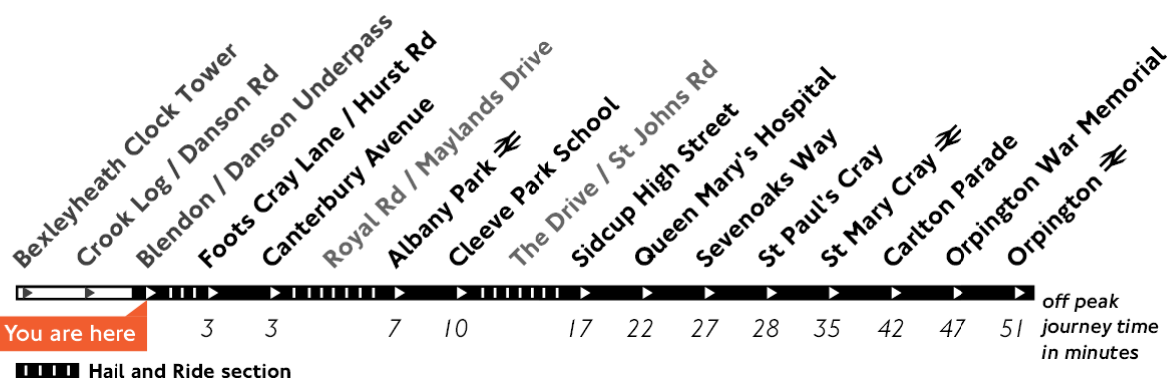 Bexleyheath Clock Tower
Crook Log / Danson Rd
Blendon / Danson Underpass
Foots Cray Lane / Hurst Rd
Canterbury Avenue
Royal Rd / Maylands Drive
Albany Park
Cleeve Park School
The Drive / St Johns Rd
Sidcup High Street
Queen Mary's Hospital
Sevenoaks Way
St Paul's Cray
St Mary Cray
Carlton Parade
Orpington War Memorial
Orpington
You are here
3 3 7 10 17 22 27 28 35 42 47 51
off peak
journey time
in minutes
Hail and Ride section